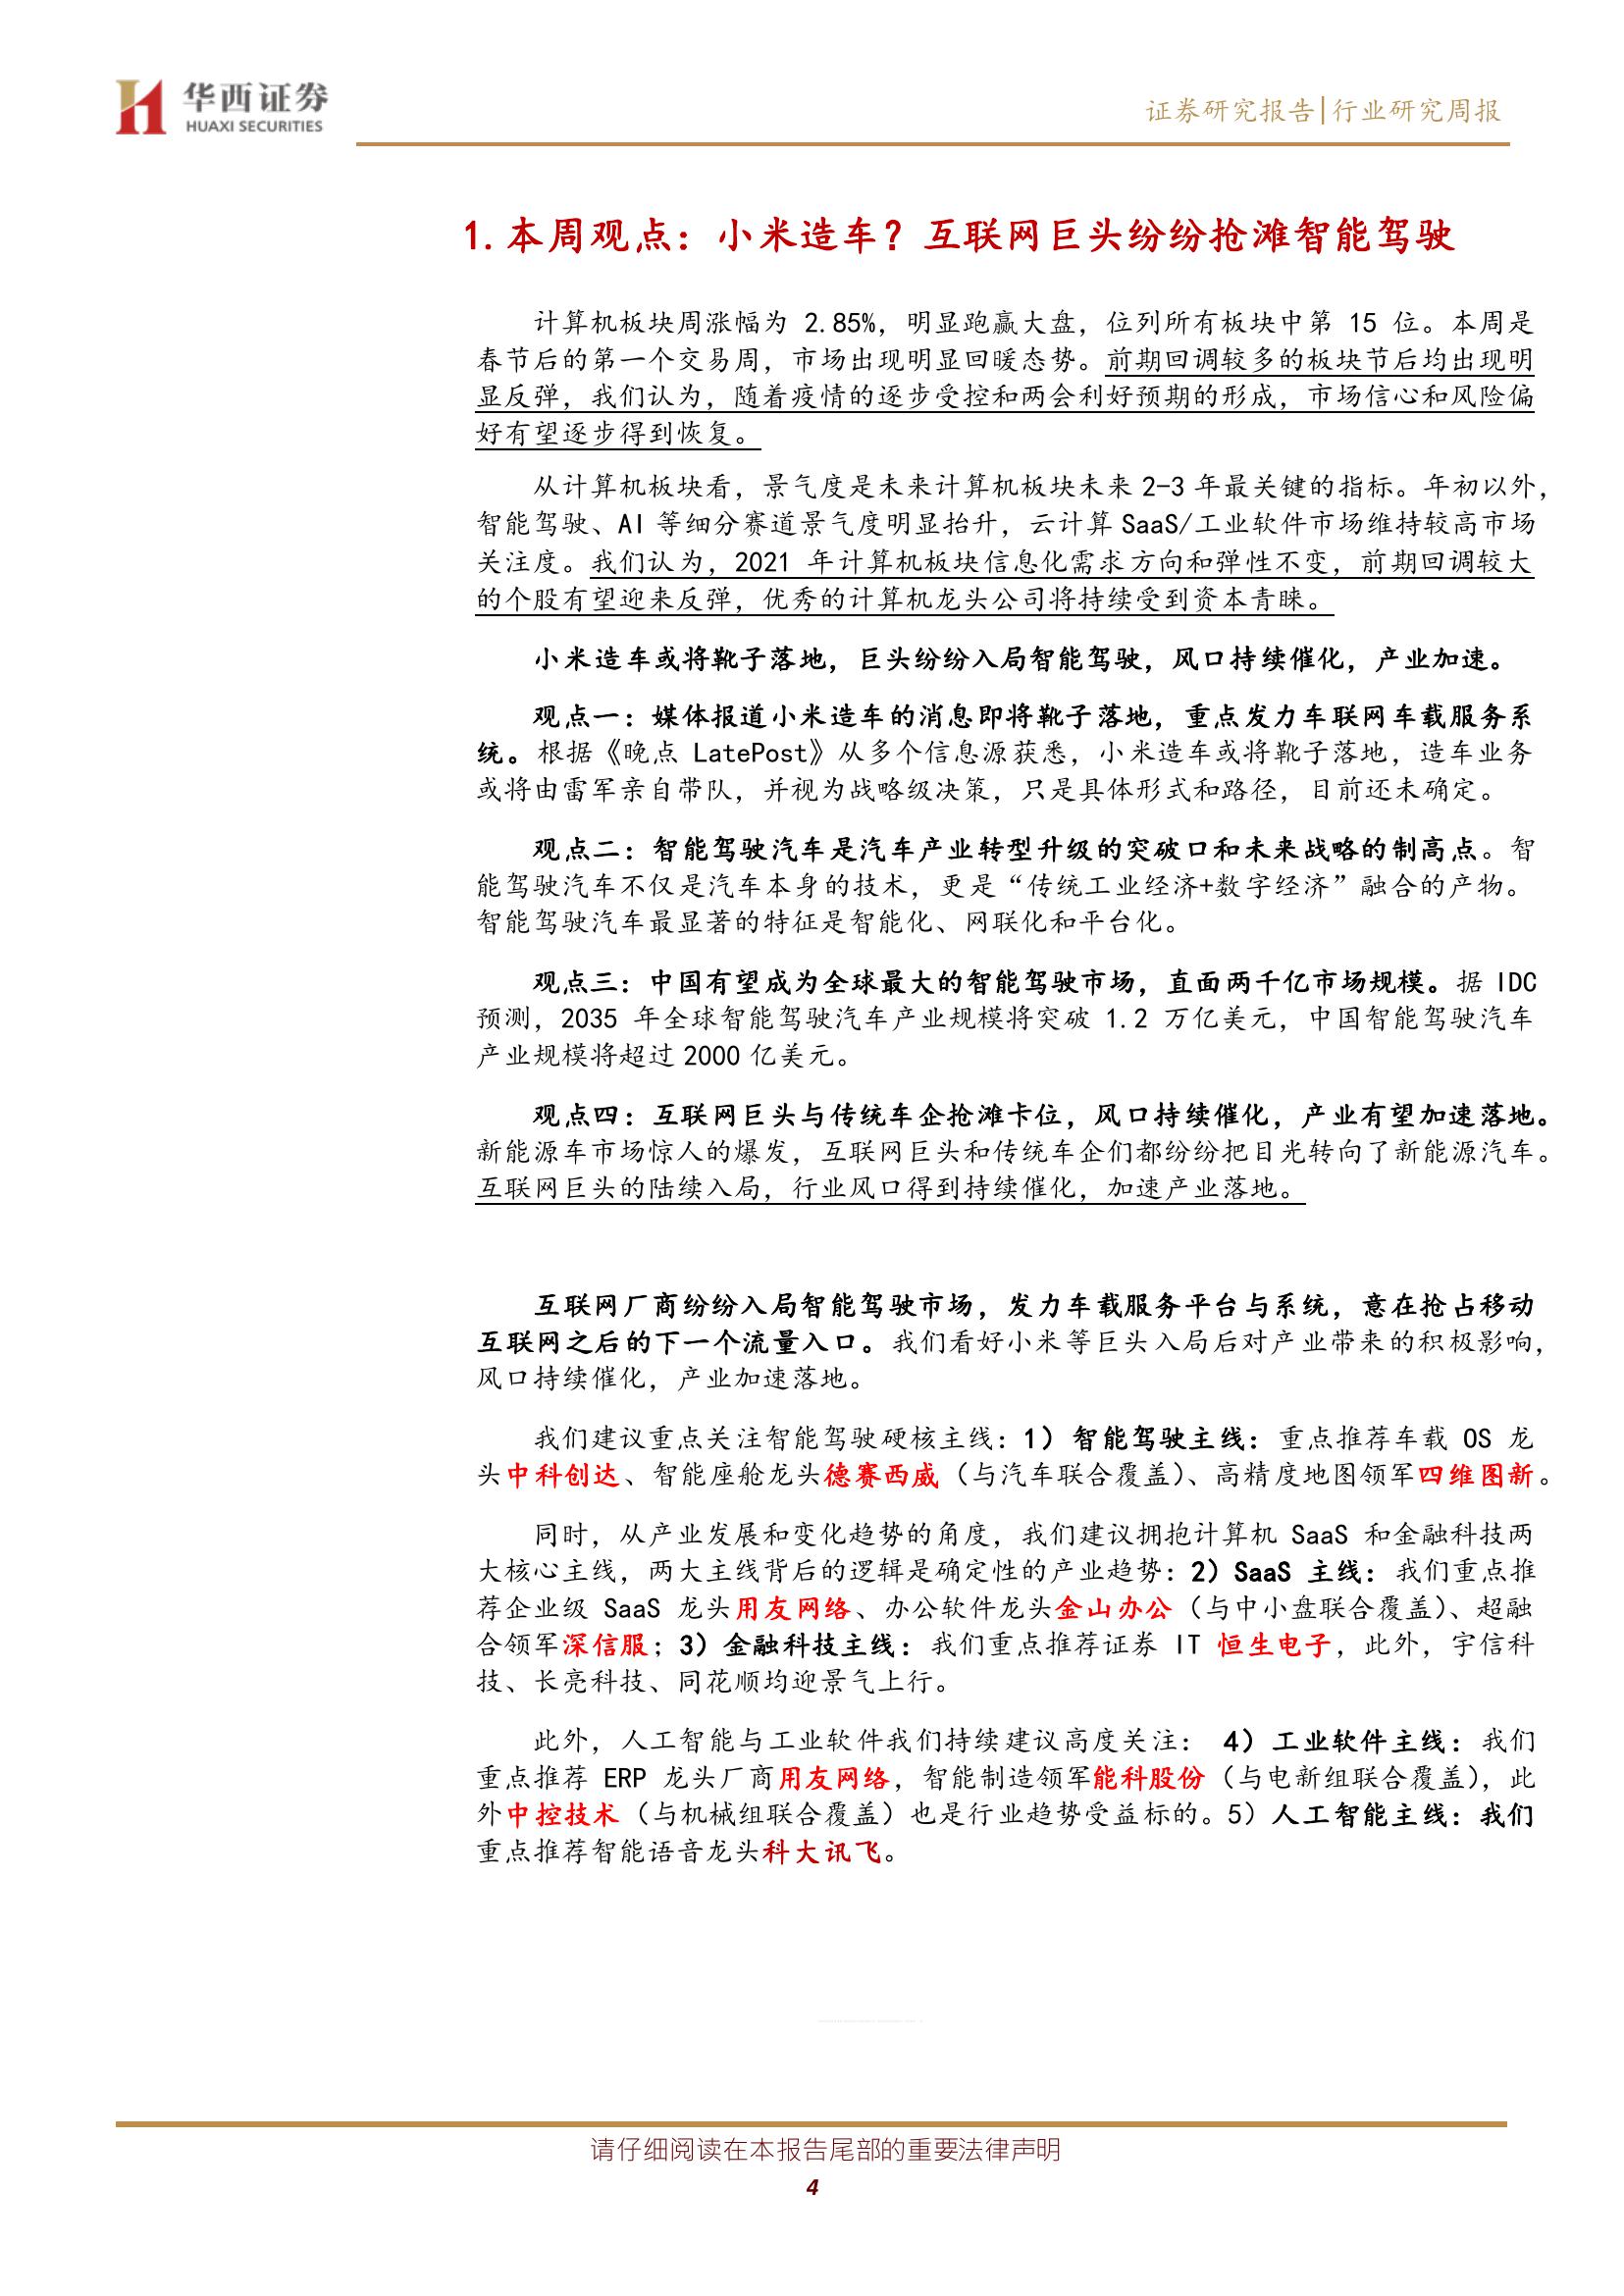 华西证券
HUAXI SECURITIES
证券研究报告|行业研究周报
1.本周观点：小米造车？互联网巨头纷纷抢滩智能驾驶
计算机板块周涨幅为 2.85%，明显跑赢大盘，位列所有板块中第 15 位。本周是
春节后的第一个交易周，市场出现明显回暖态势。前期回调较多的板块节后均出现明
显反弹，我们认为，随着疫情的逐步受控和两会利好预期的形成，市场信心和风险偏
好有望逐步得到恢复。
从计算机板块看，景气度是未来计算机板块未来 2-3 年最关键的指标。年初以外，
智能驾驶、AI 等细分赛道景气度明显抬升，云计算 SaaS/工业软件市场维持较高市场
关注度。我们认为，2021 年计算机板块信息化需求方向和弹性不变，前期回调较大
的个股有望迎来反弹，优秀的计算机龙头公司将持续受到资本青睐。
小米造车或将靴子落地，巨头纷纷入局智能驾驶，风口持续催化，产业加速。
观点一：媒体报道小米造车的消息即将靴子落地，重点发力车联网车载服务系
统。根据《晚点 LatePost》从多个信息源获悉，小米造车或将靴子落地，造车业务
或将由雷军亲自带队，并视为战略级决策，只是具体形式和路径，目前还未确定。
观点二：智能驾驶汽车是汽车产业转型升级的突破口和未来战略的制高点。智
能驾驶汽车不仅是汽车本身的技术，更是“传统工业经济+数字经济”融合的产物。
智能驾驶汽车最显著的特征是智能化、网联化和平台化。
观点三：中国有望成为全球最大的智能驾驶市场，直面两千亿市场规模。据 IDC
预测，2035 年全球智能驾驶汽车产业规模将突破 1.2 万亿美元，中国智能驾驶汽车
产业规模将超过 2000 亿美元。
观点四：互联网巨头与传统车企抢滩卡位，风口持续催化，产业有望加速落地。
新能源车市场惊人的爆发，互联网巨头和传统车企们都纷纷把目光转向了新能源汽车。
互联网巨头的陆续入局，行业风口得到持续催化，加速产业落地。
互联网厂商纷纷入局智能驾驶市场，发力车载服务平台与系统，意在抢占移动
互联网之后的下一个流量入口。我们看好小米等巨头入局后对产业带来的积极影响，
风口持续催化，产业加速落地。
我们建议重点关注智能驾驶硬核主线：1）智能驾驶主线：重点推荐车载 OS 龙
头中科创达、智能座舱龙头德赛西威（与汽车联合覆盖）、高精度地图领军四维图新。
同时，从产业发展和变化趋势的角度，我们建议拥抱计算机 SaaS 和金融科技两
大核心主线，两大主线背后的逻辑是确定性的产业趋势：2）SaaS 主线：我们重点推
荐企业级 SaaS 龙头用友网络、办公软件龙头金山办公（与中小盘联合覆盖）、超融
合领军深信服；3）金融科技主线：我们重点推荐证券 IT 恒生电子，此外，宇信科
技、长亮科技、同花顺均迎景气上行。
此外，人工智能与工业软件我们持续建议高度关注： 4）工业软件主线：我们
重点推荐 ERP 龙头厂商用友网络，智能制造领军能科股份（与电新组联合覆盖），此
外中控技术（与机械组联合覆盖）也是行业趋势受益标的。5）人工智能主线：我们
重点推荐智能语音龙头科大讯飞。
请仔细阅读在本报告尾部的重要法律声明
4